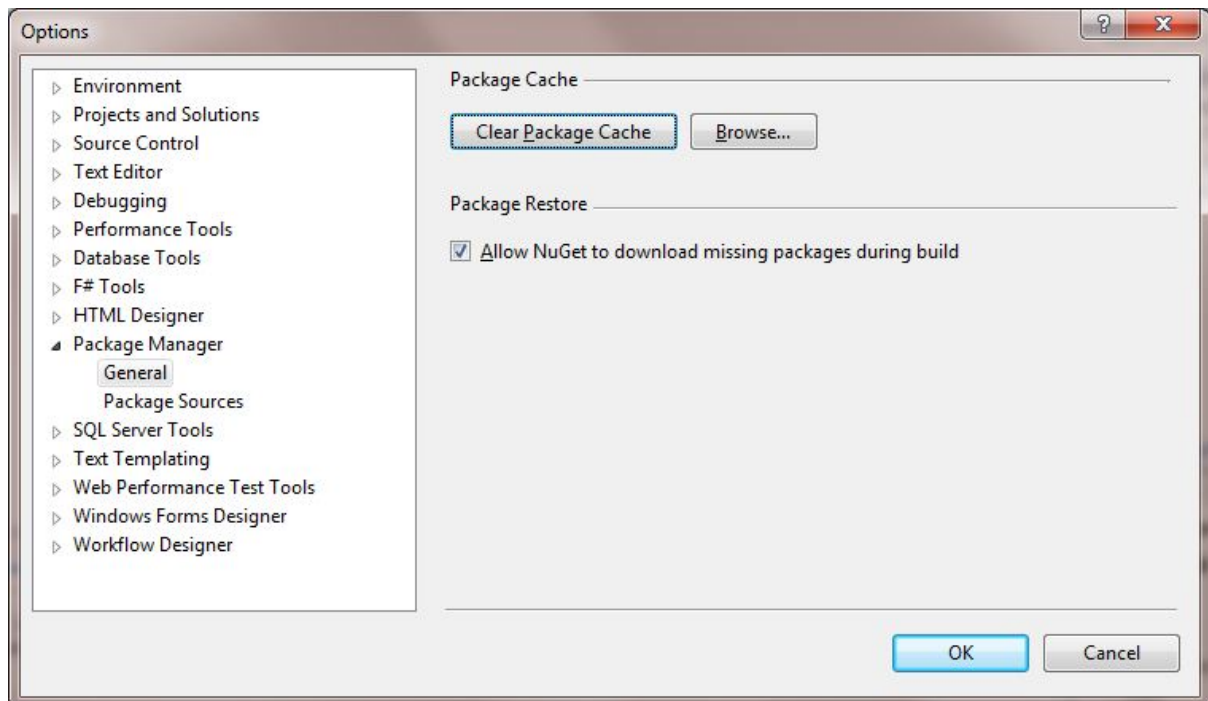 Options
Environment
Projects and Solutions
Source Control
Text Editor
Debugging
Performance Tools
Database Tools
F# Tools
HTML Designer
Package Manager
General
Package Sources
SQL Server Tools
Text Templating
Web Performance Test Tools
Windows Forms Designer
Workflow Designer
Package Cache
Clear Package Cache Browse...
Package Restore
Allow NuGet to download missing packages during build
OK Cancel